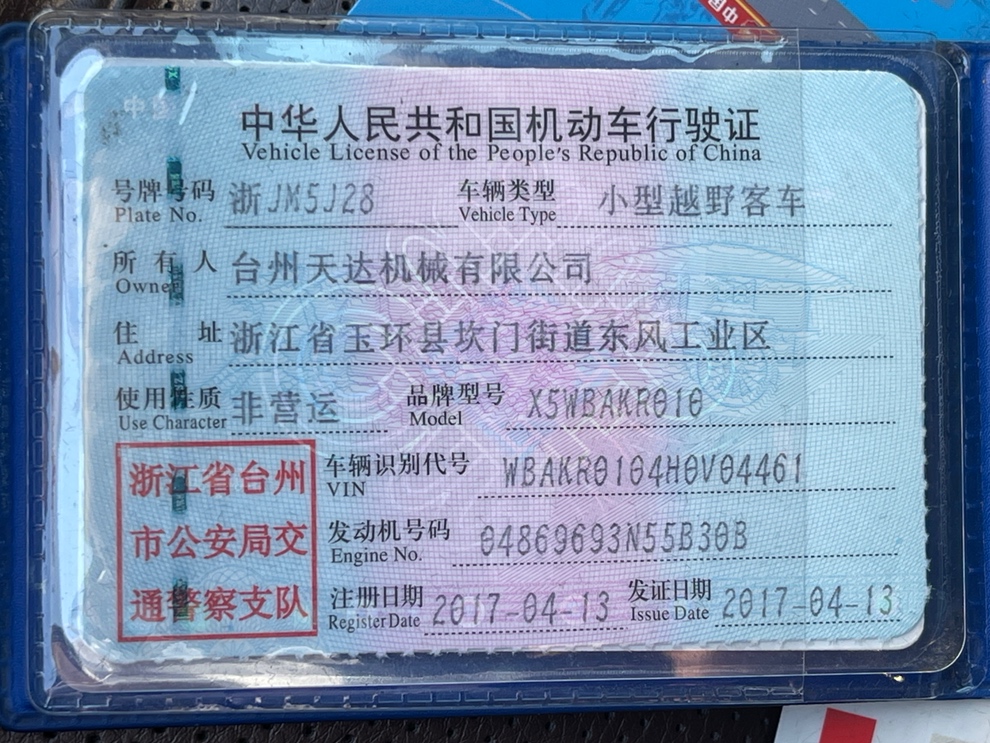 国中
中华人民共和国机动车行驶证
Vehicle License of the People's Republic of China
号牌号码 浙JM5J28 车辆类型 小型越野客车
Plate No. Vehicle Type
所有人 台州天达机械有限公司
Owner
住址 浙江省玉环县坎门街道东风工业区
Address
使用性质 非营运 品牌型号 X5WBAKR010
Use Character Model
浙江省台州 车辆识别代号 WBAKR0104H0V04461
VIN
市公安局交 发动机号码 04869693N55B30B
Engine No.
通警察支队 注册日期 2017-04-13 发证日期 2017-04-13
Register Date Issue Date